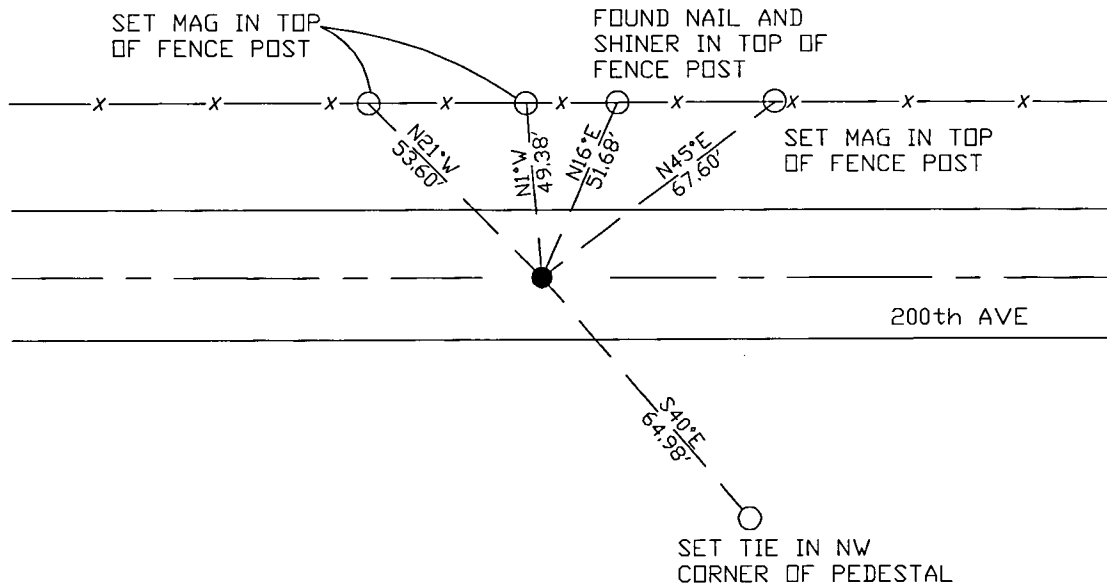 SET MAG IN TOP
OF FENCE POST
FOUND NAIL AND
SHINER IN TOP OF
FENCE POST
SET MAG IN TOP
OF FENCE POST
N21°W
53.60'
N1°W
49.38'
N16°E
51.68'
N45°E
67.60'
200th AVE
S40°E
64.98'
SET TIE IN NW
CORNER OF PEDESTAL